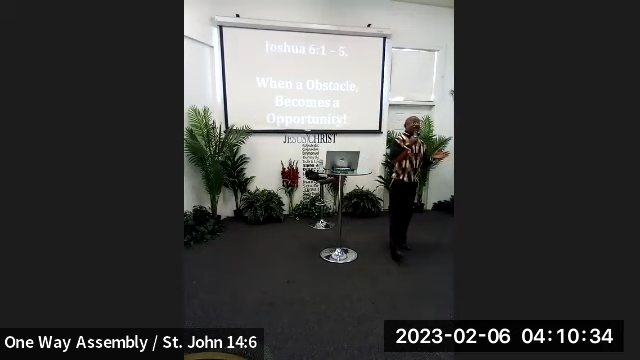 Joshua 6:1 – 5.
When a Obstacle,
Becomes a
Opportunity!
JESUS CHRIST
One Way Assembly / St. John 14:6
2023-02-06 04:10:34